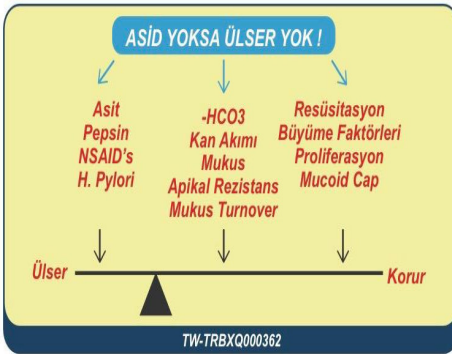 ASİD YOKSA ÜLSER YOK !
Asit
Pepsin
NSAID's
H. Pylori
-HCO3
Kan Akımı
Mukus
Apikal Rezistans
Mukus Turnover
Resüsitasyon
Büyüme Faktörleri
Proliferasyon
Mucoid Cap
Ülser
Korur
TW-TRBXQ000362